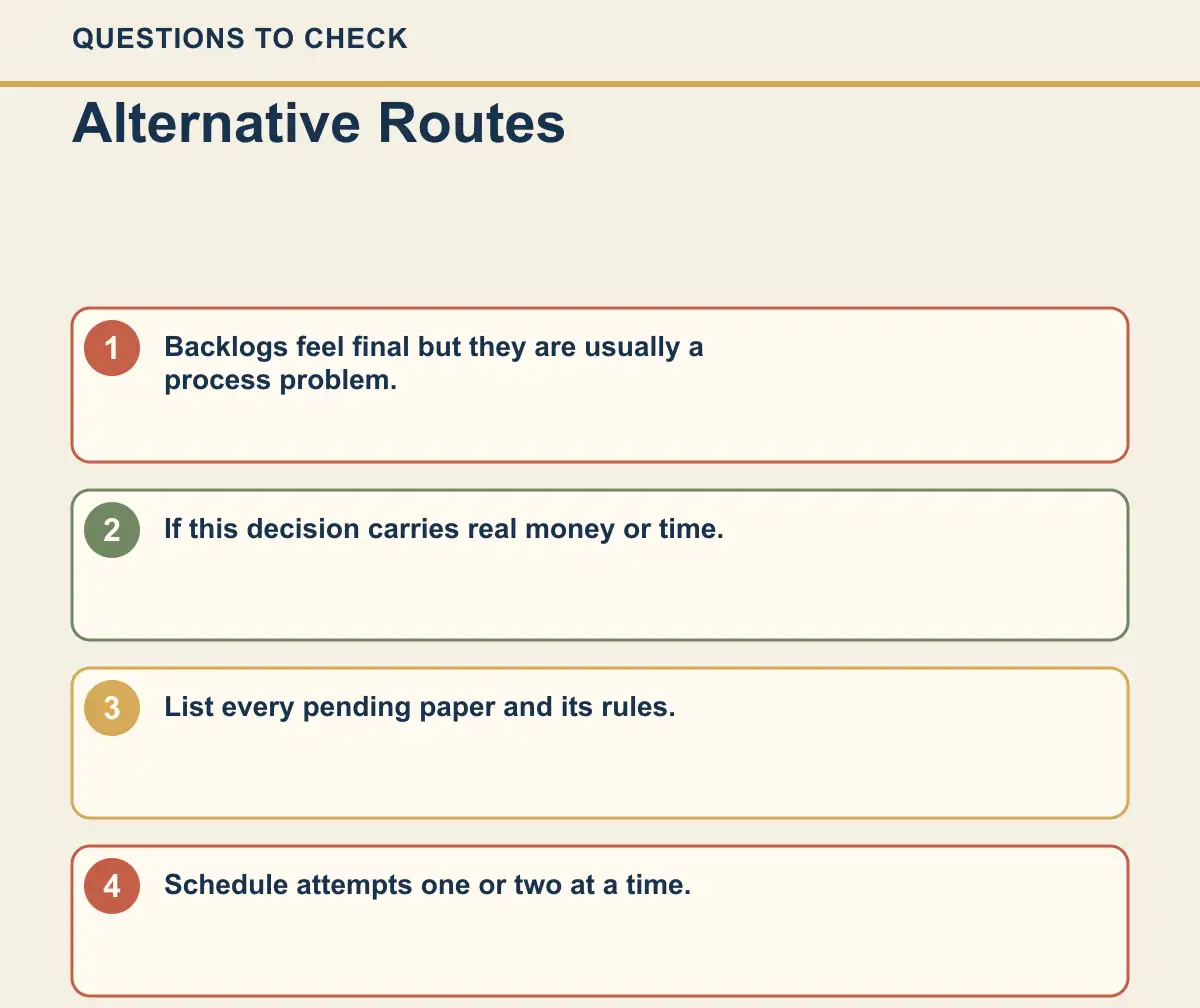 QUESTIONS TO CHECK
Alternative Routes
1
Backlogs feel final but they are usually a
process problem.
2
If this decision carries real money or time.
3
List every pending paper and its rules.
4
Schedule attempts one or two at a time.